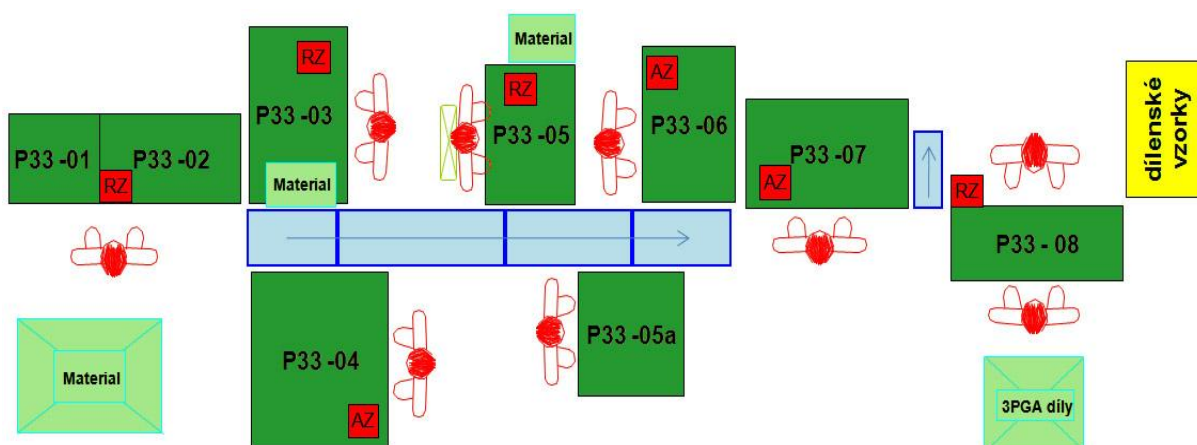 Material
RZ
P33 -03
RZ
P33 -05
AZ
P33 -06
dílenské
vzorky
P33 -01
P33 -02
RZ
P33 -07
AZ
RZ
Material
P33 - 08
P33 -04
AZ
P33 -05a
Material
3PGA díly